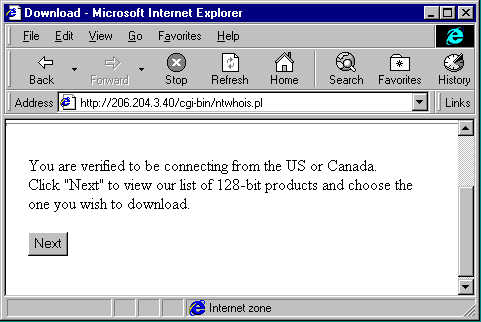 Download - Microsoft Internet Explorer
File Edit View Go Favorites Help
Back Forward Stop Refresh Home Search Favorites History
Address http://206.204.3.40/cgi-bin/ntwhois.pl Links
You are verified to be connecting from the US or Canada.
Click "Next" to view our list of 128-bit products and choose the
one you wish to download.
Next
Internet zone